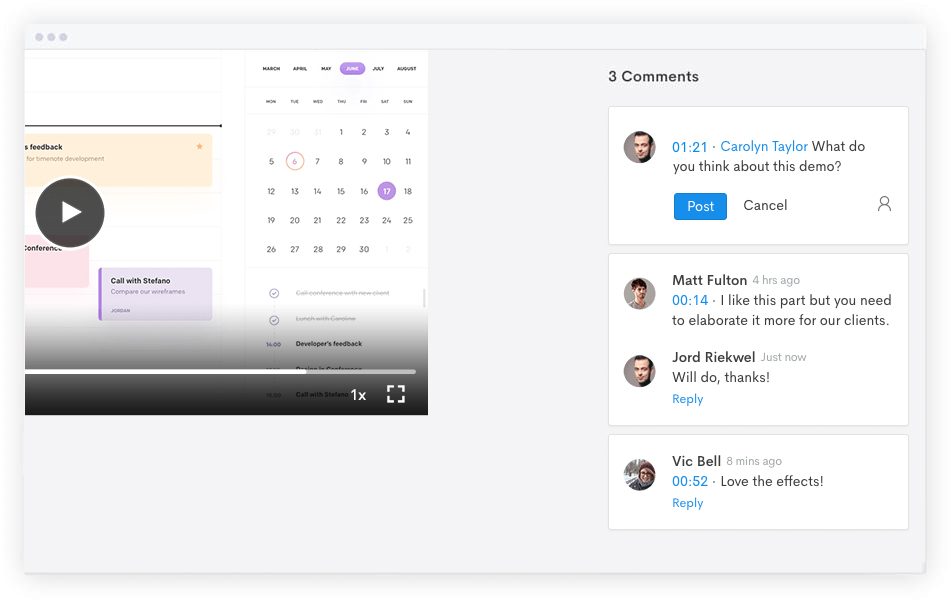 MARCH APRIL MAY JUNE JULY AUGUST
MON TUE WED THU FRI SAT SUN
29 30 31 1 2 3 4
5 6 7 8 9 10 11
12 13 14 15 16 17 18
19 20 21 22 23 24 25
26 27 28 29 30 1 2
s feedback
for timenote development
Conference
Call with Stefano
Compare our wireframes
JORDAN
Call conference with new client
Lunch with Caroline
14:00 Developer's feedback
Design in Conference
Call with Stefano
1x
3 Comments
01:21 · Carolyn Taylor What do
you think about this demo?
Post Cancel
Matt Fulton 4 hrs ago
00:14 · I like this part but you need
to elaborate it more for our clients.
Jord Riekwel Just now
Will do, thanks!
Reply
Vic Bell 8 mins ago
00:52 · Love the effects!
Reply